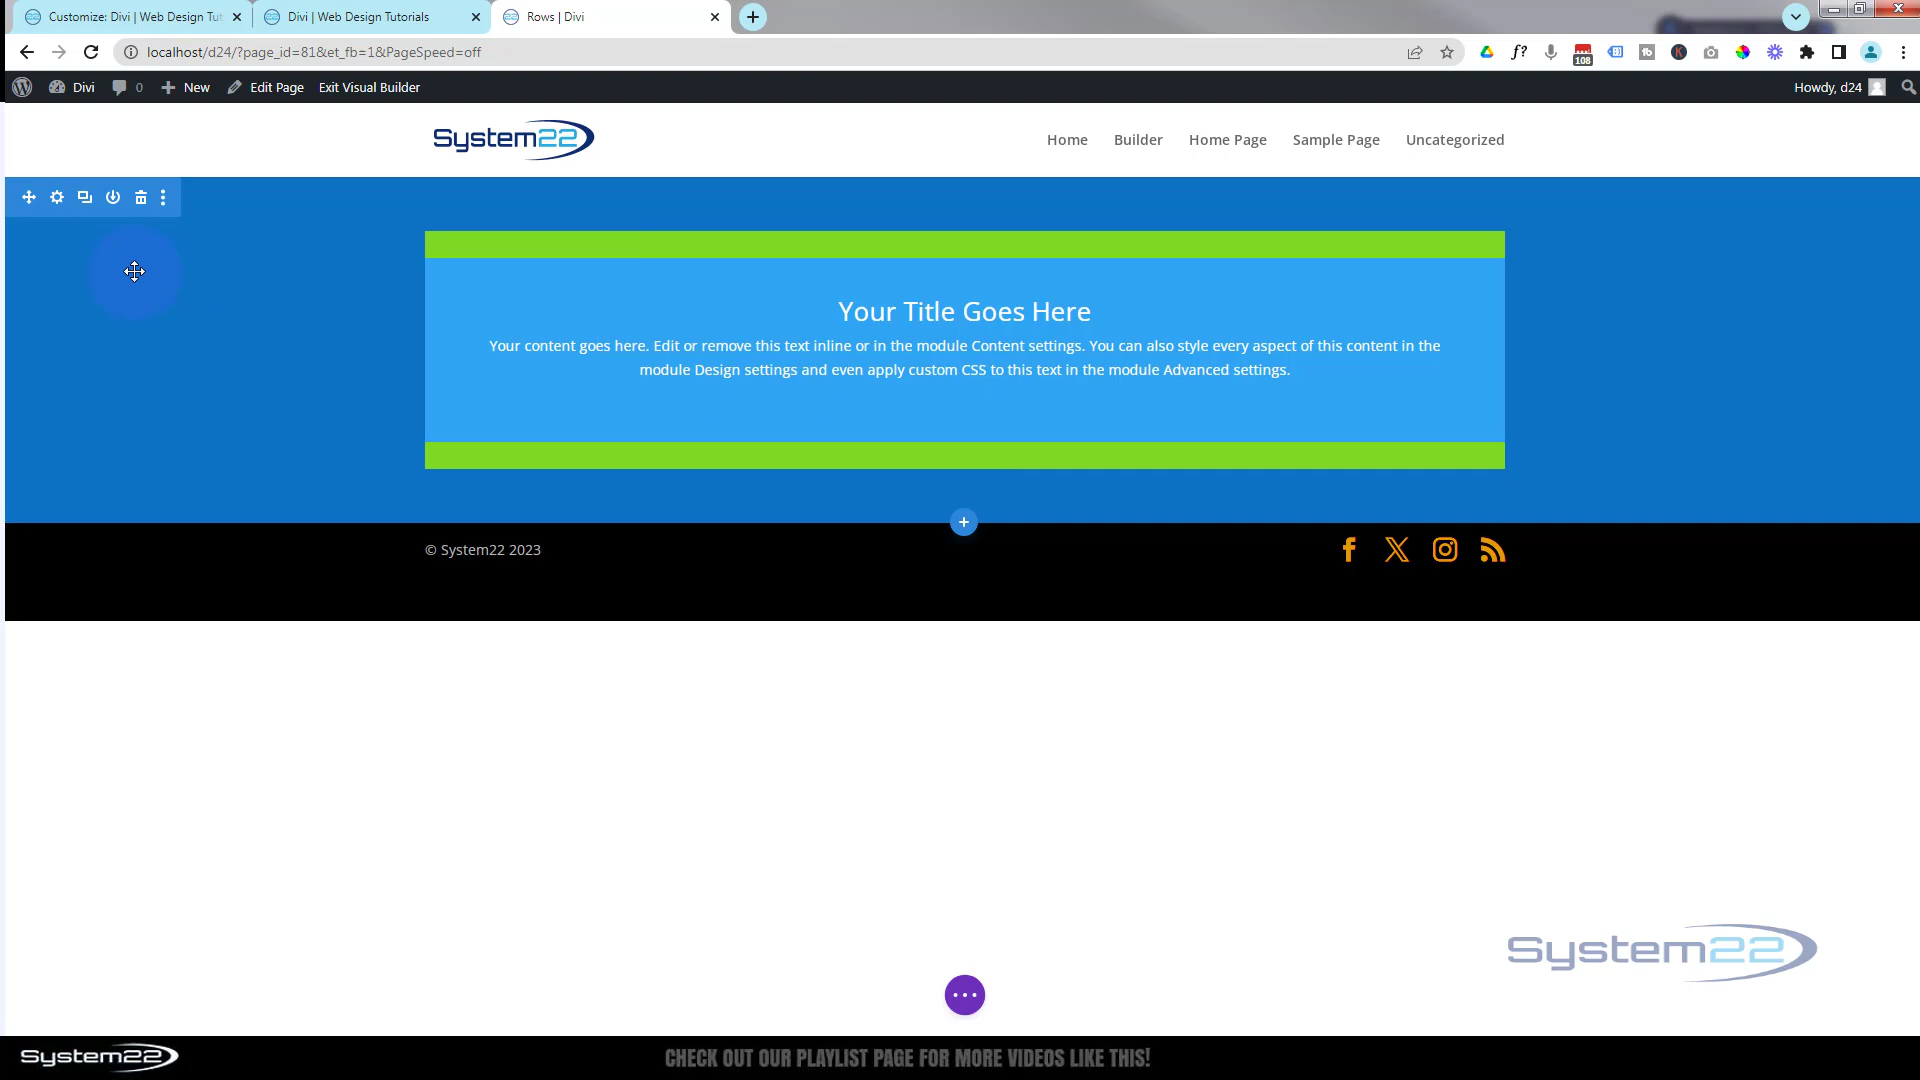 Customize: Divi | Web Design Tut
Divi | Web Design Tutorials
Rows | Divi
localhost/d24/?page_id=81&et_fb=1&PageSpeed=off
f?
108
Divi
0
New
Edit Page
Exit Visual Builder
Howdy, d24
System22
Home
Builder
Home Page
Sample Page
Uncategorized
Your Title Goes Here
Your content goes here. Edit or remove this text inline or in the module Content settings. You can also style every aspect of this content in the
module Design settings and even apply custom CSS to this text in the module Advanced settings.
© System22 2023
System22
System22
CHECK OUT OUR PLAYLIST PAGE FOR MORE VIDEOS LIKE THIS!